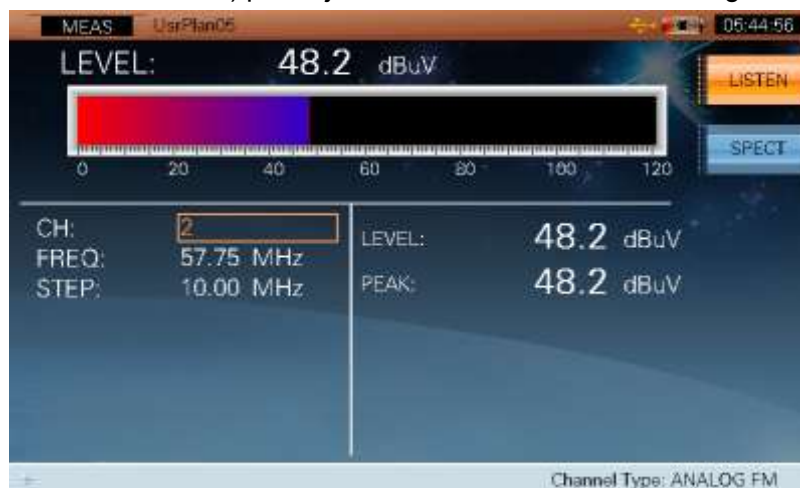 MEAS UsrPlan05 05:44:56
LEVEL: 48.2 dBuV
LISTEN
SPECT
0 20 40 60 80 100 120
CH: 2
FREQ: 57.75 MHz
STEP: 10.00 MHz
LEVEL: 48.2 dBuV
PEAK: 48.2 dBuV
Channel Type: ANALOG FM